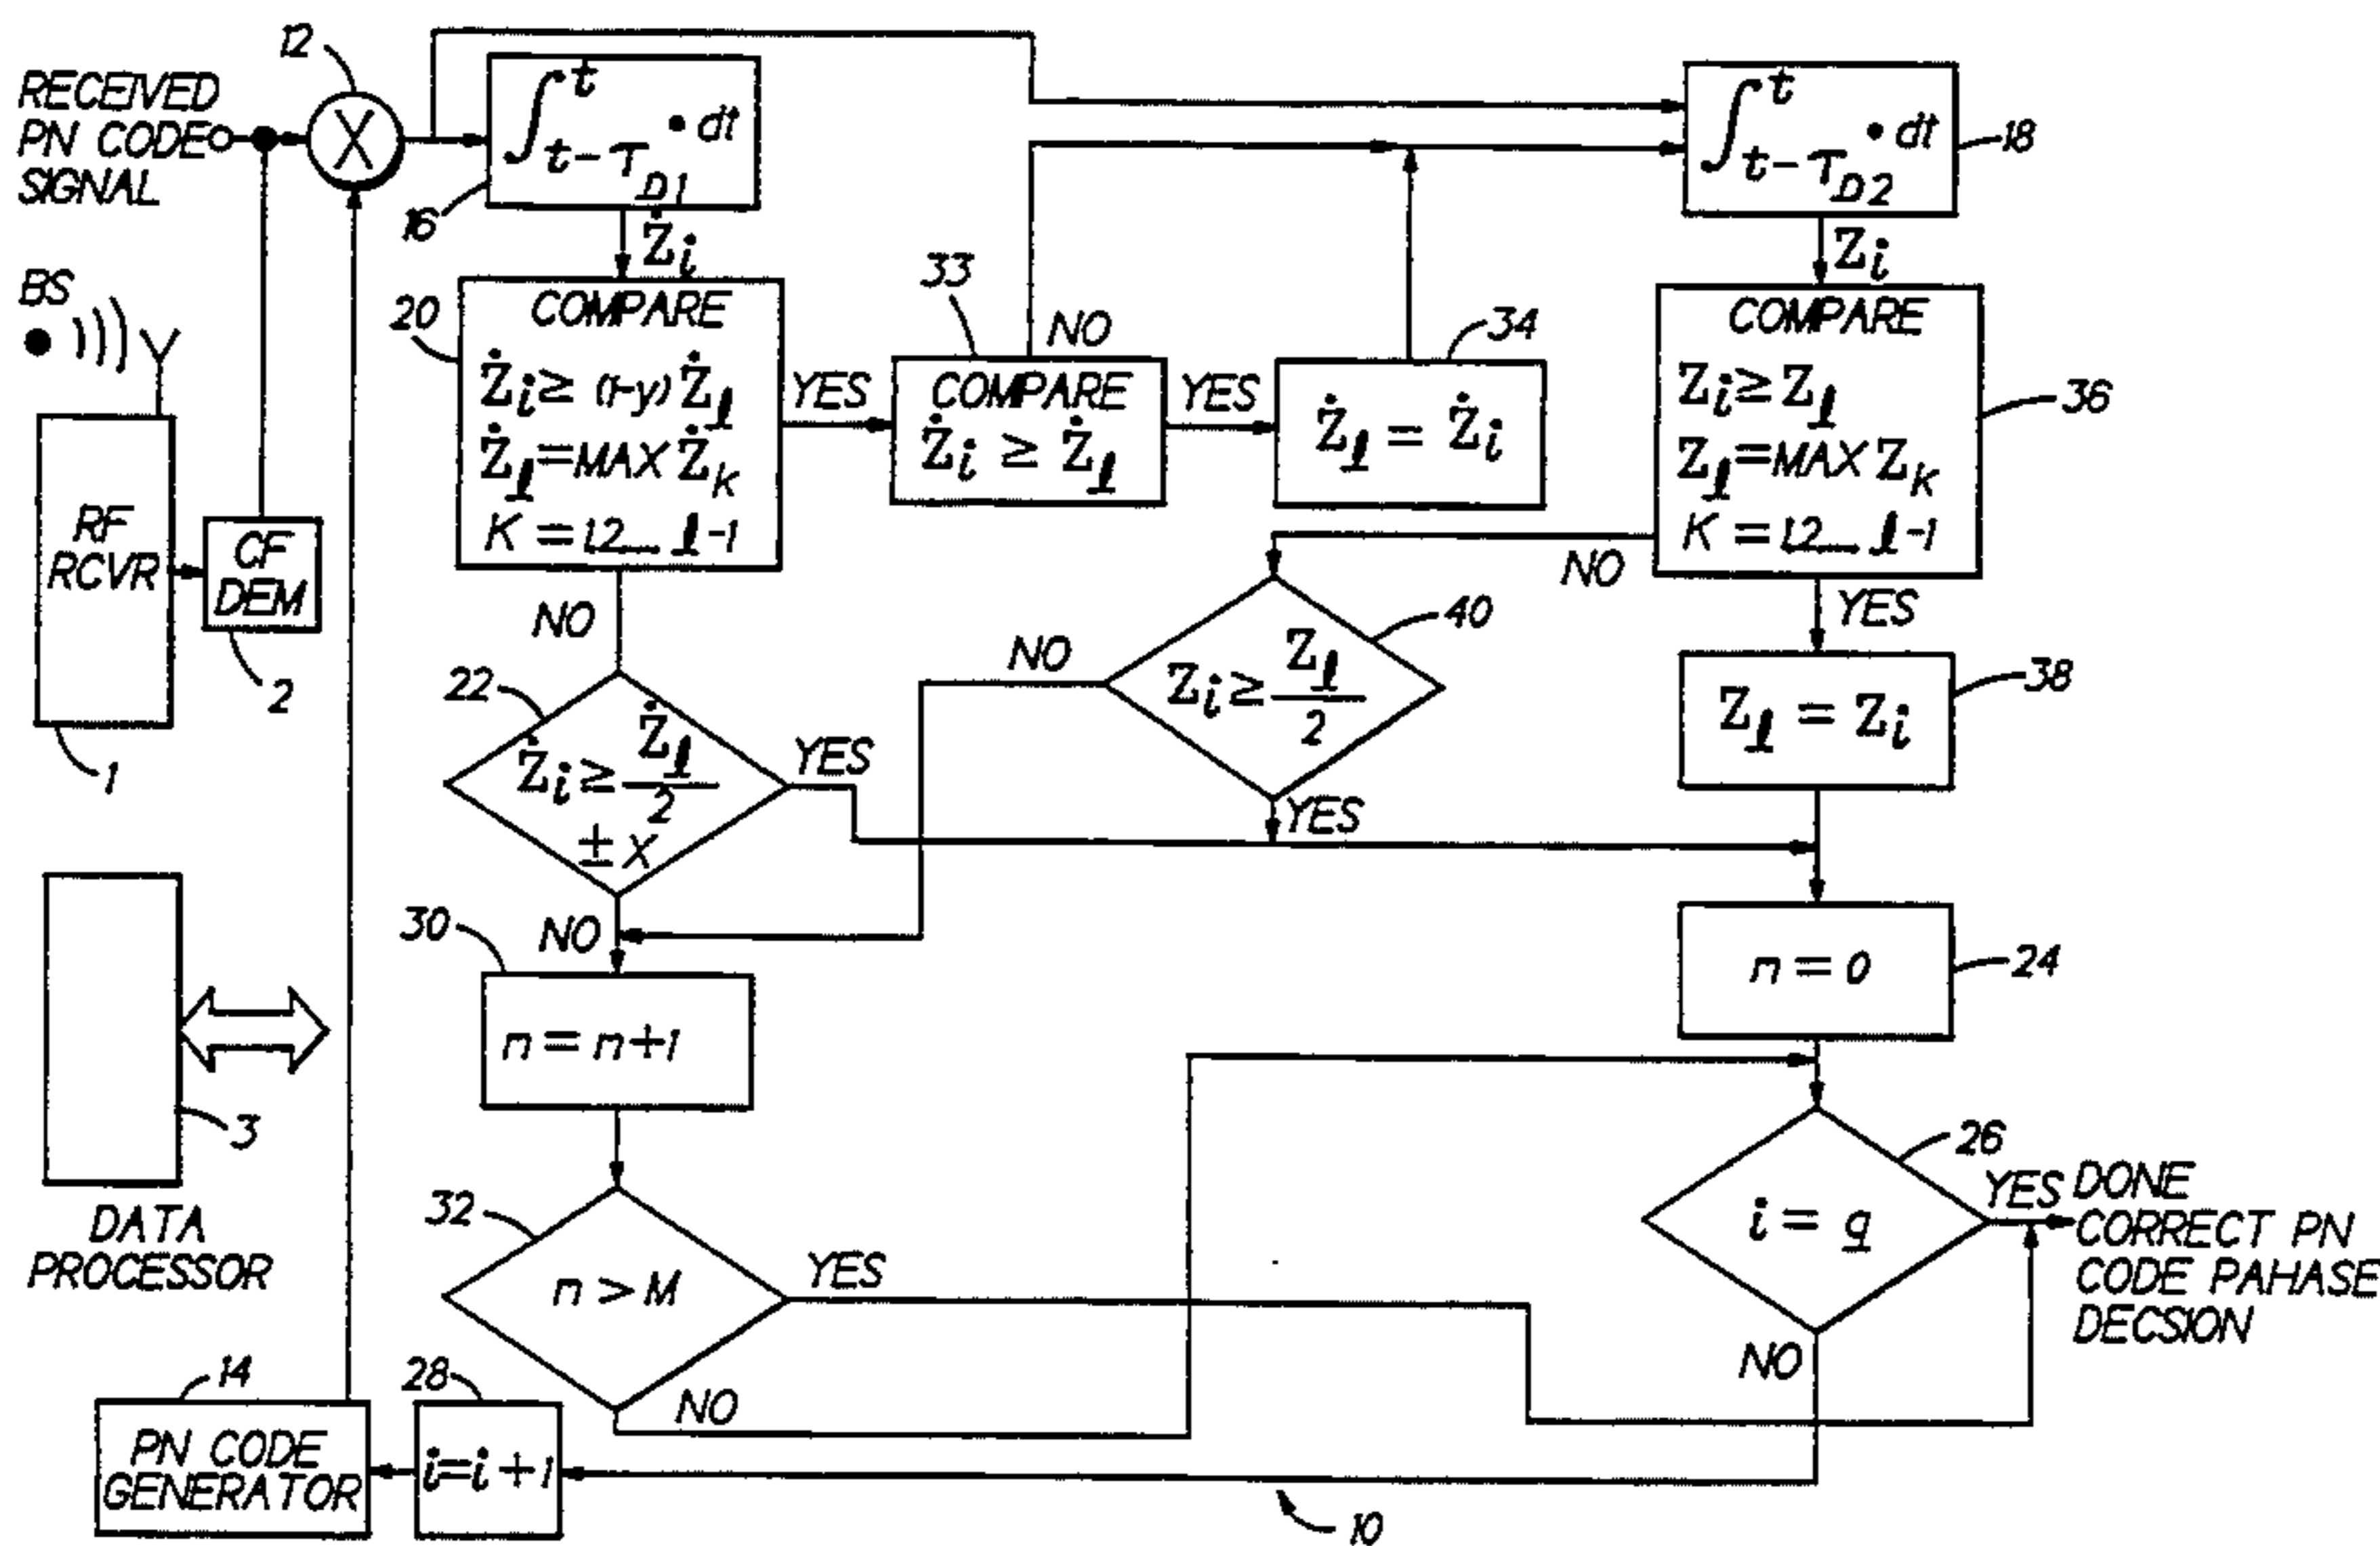 12
RECEIVED
PN CODE
SIGNAL
X
∫ t t-T_D1 • dt
16
Żi
∫ t t-T_D2 • dt
18
Zi
BS
RF
RCVR
1
CF
DEM
2
20
COMPARE
Żi ≥ (1-y) Żl
Żl = MAX ŻK
K = 1,2... l-1
YES
NO
33
COMPARE
Żi ≥ Żl
NO
YES
34
Żl = Żi
36
COMPARE
Zi ≥ Zl
Zl = MAX ZK
K = 1,2... l-1
NO
YES
22
Żi ≥ Żl/2
± X
YES
NO
40
Zi ≥ Zl/2
NO
YES
38
Zl = Zi
3
DATA
PROCESSOR
30
n = n+1
24
n = 0
32
n > M
YES
NO
26
i = q
YES
NO
DONE
CORRECT PN
CODE PAHASE
DECSION
14
PN CODE
GENERATOR
28
i=i+1
10